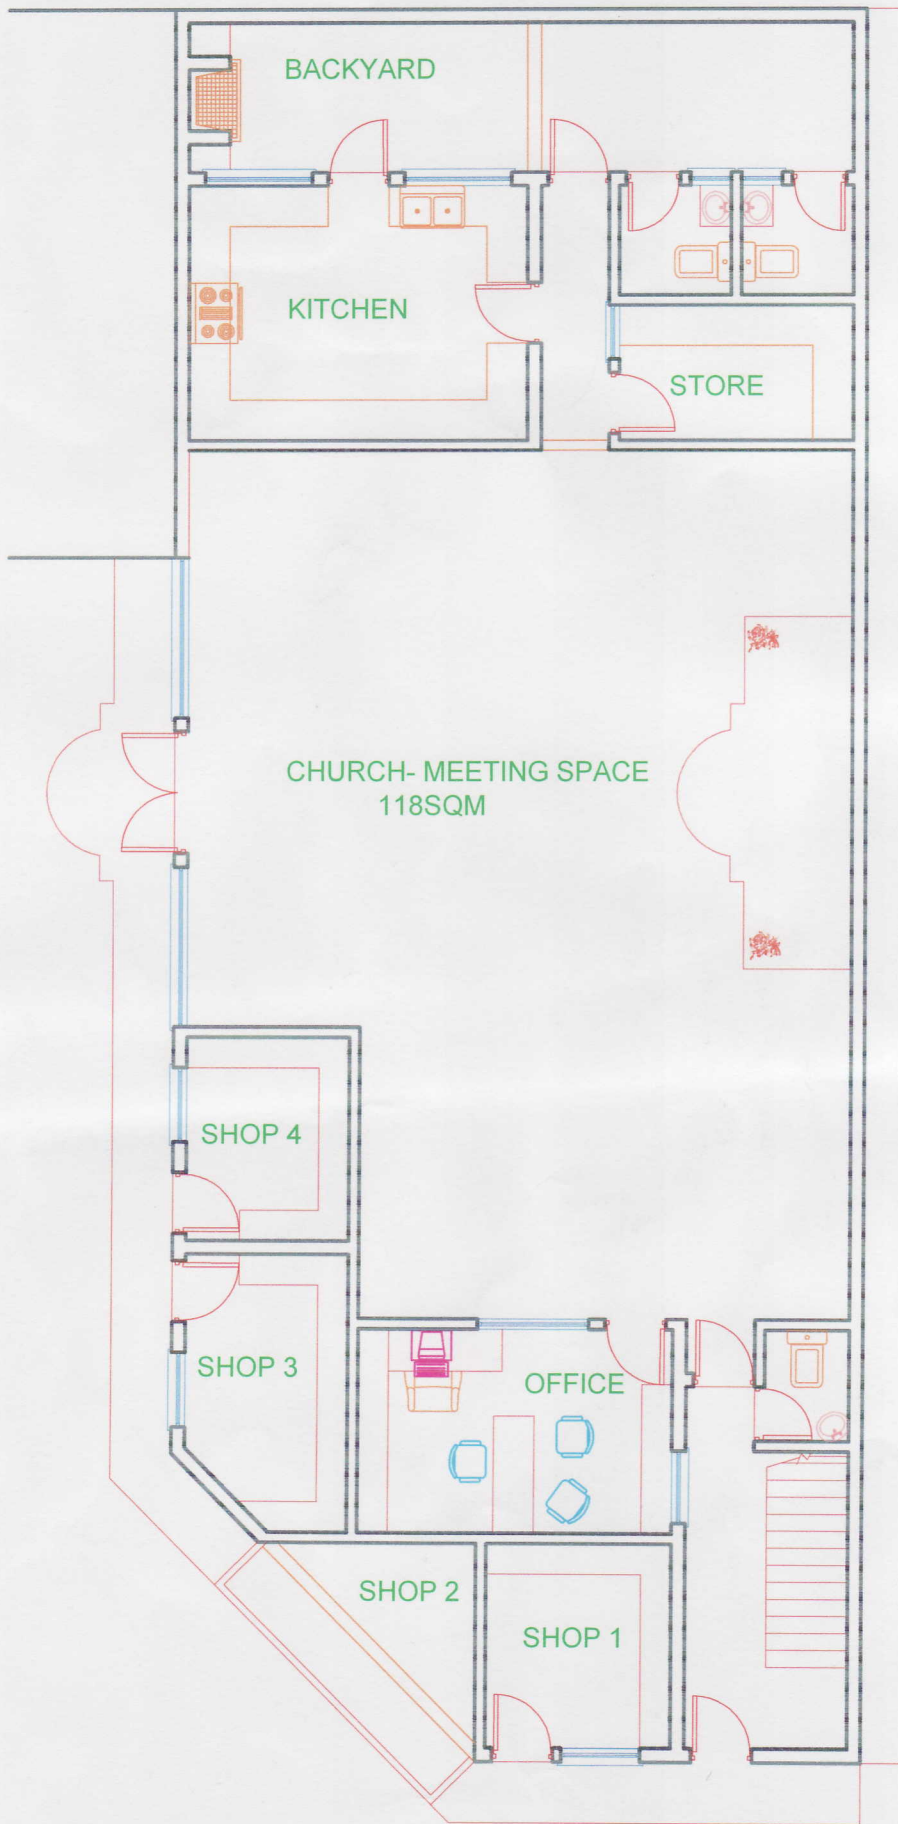 BACKYARD
KITCHEN
STORE
CHURCH- MEETING SPACE
118SQM
SHOP 4
SHOP 3
OFFICE
SHOP 2
SHOP 1